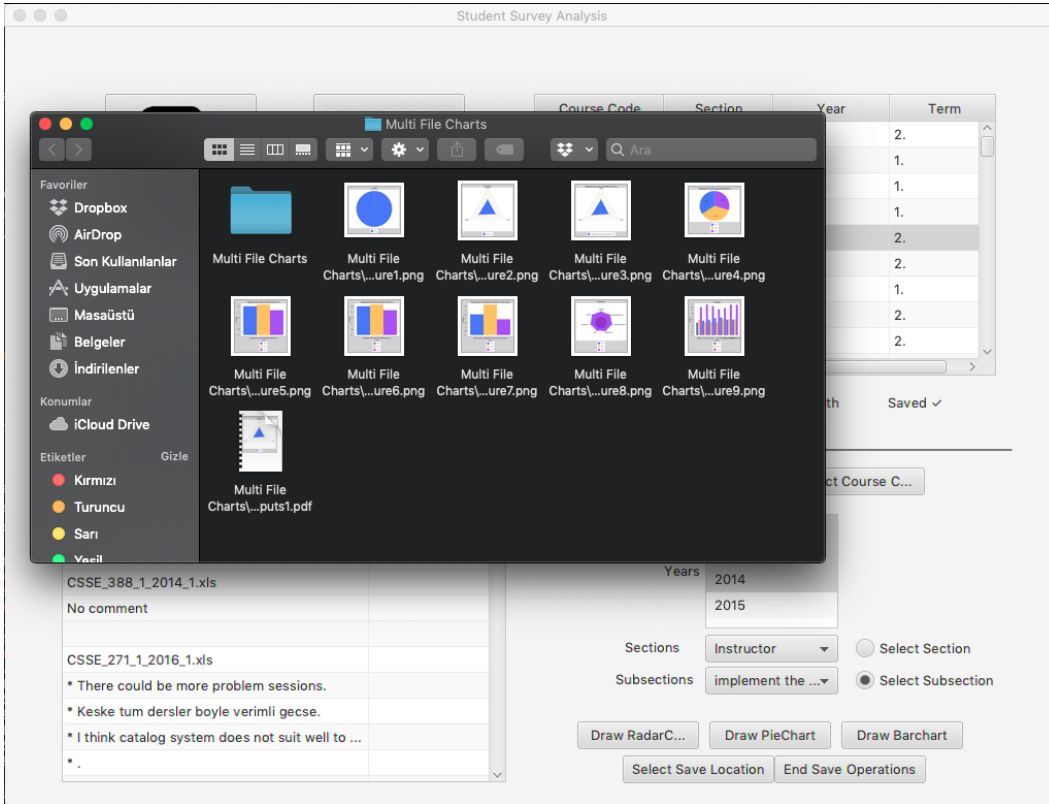 Student Survey Analysis
Course Code Section Year Term
2.
1.
1.
1.
2.
2.
1.
2.
2.
Multi File Charts
Ara
Favoriler
Dropbox
AirDrop
Son Kullanılanlar
Uygulamalar
Masaüstü
Belgeler
İndirilenler
Konumlar
iCloud Drive
Etiketler Gizle
Kırmızı
Turuncu
Sarı
Yeşil
Multi File Charts
Multi File
Charts\...ure1.png
Multi File
Charts\...ure2.png
Multi File
Charts\...ure3.png
Multi File
Charts\...ure4.png
Multi File
Charts\...ure5.png
Multi File
Charts\...ure6.png
Multi File
Charts\...ure7.png
Multi File
Charts\...ure8.png
Multi File
Charts\...ure9.png
Multi File
Charts\...puts1.pdf
th Saved ✓
ct Course C...
CSSE_388_1_2014_1.xls
No comment
CSSE_271_1_2016_1.xls
* There could be more problem sessions.
* Keske tum dersler boyle verimli gecse.
* I think catalog system does not suit well to ...
* .
Years
2014
2015
Sections Instructor Select Section
Subsections implement the ... Select Subsection
Draw RadarC... Draw PieChart Draw Barchart
Select Save Location End Save Operations